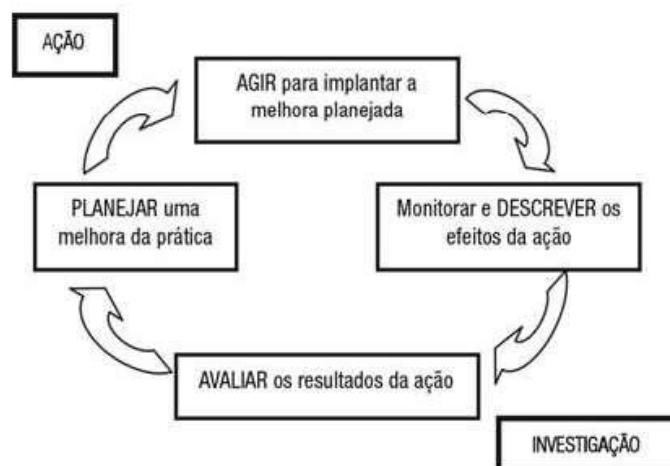 AÇÃO
AGIR para implantar a
melhora planejada
PLANEJAR uma
melhora da prática
Monitorar e DESCREVER os
efeitos da ação
AVALIAR os resultados da ação
INVESTIGAÇÃO